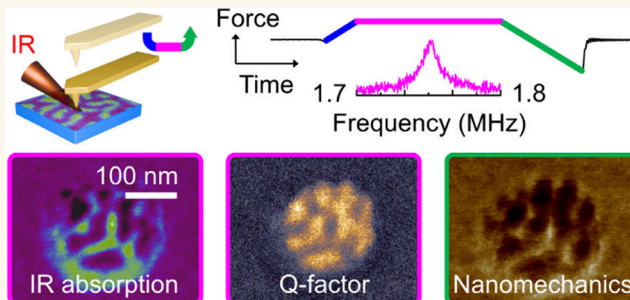 IR
Force
Time
1.7
1.8
Frequency (MHz)
100 nm
IR absorption
Q-factor
Nanomechanics